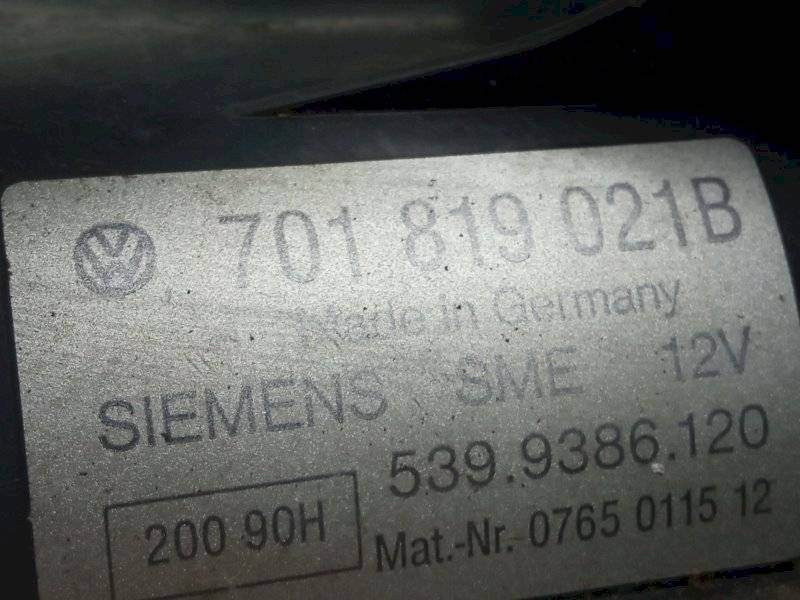 701 819 021B
Made in Germany
SIEMENS SME 12V
539.9386.120
200 90H
Mat.-Nr. 0765 0115 12